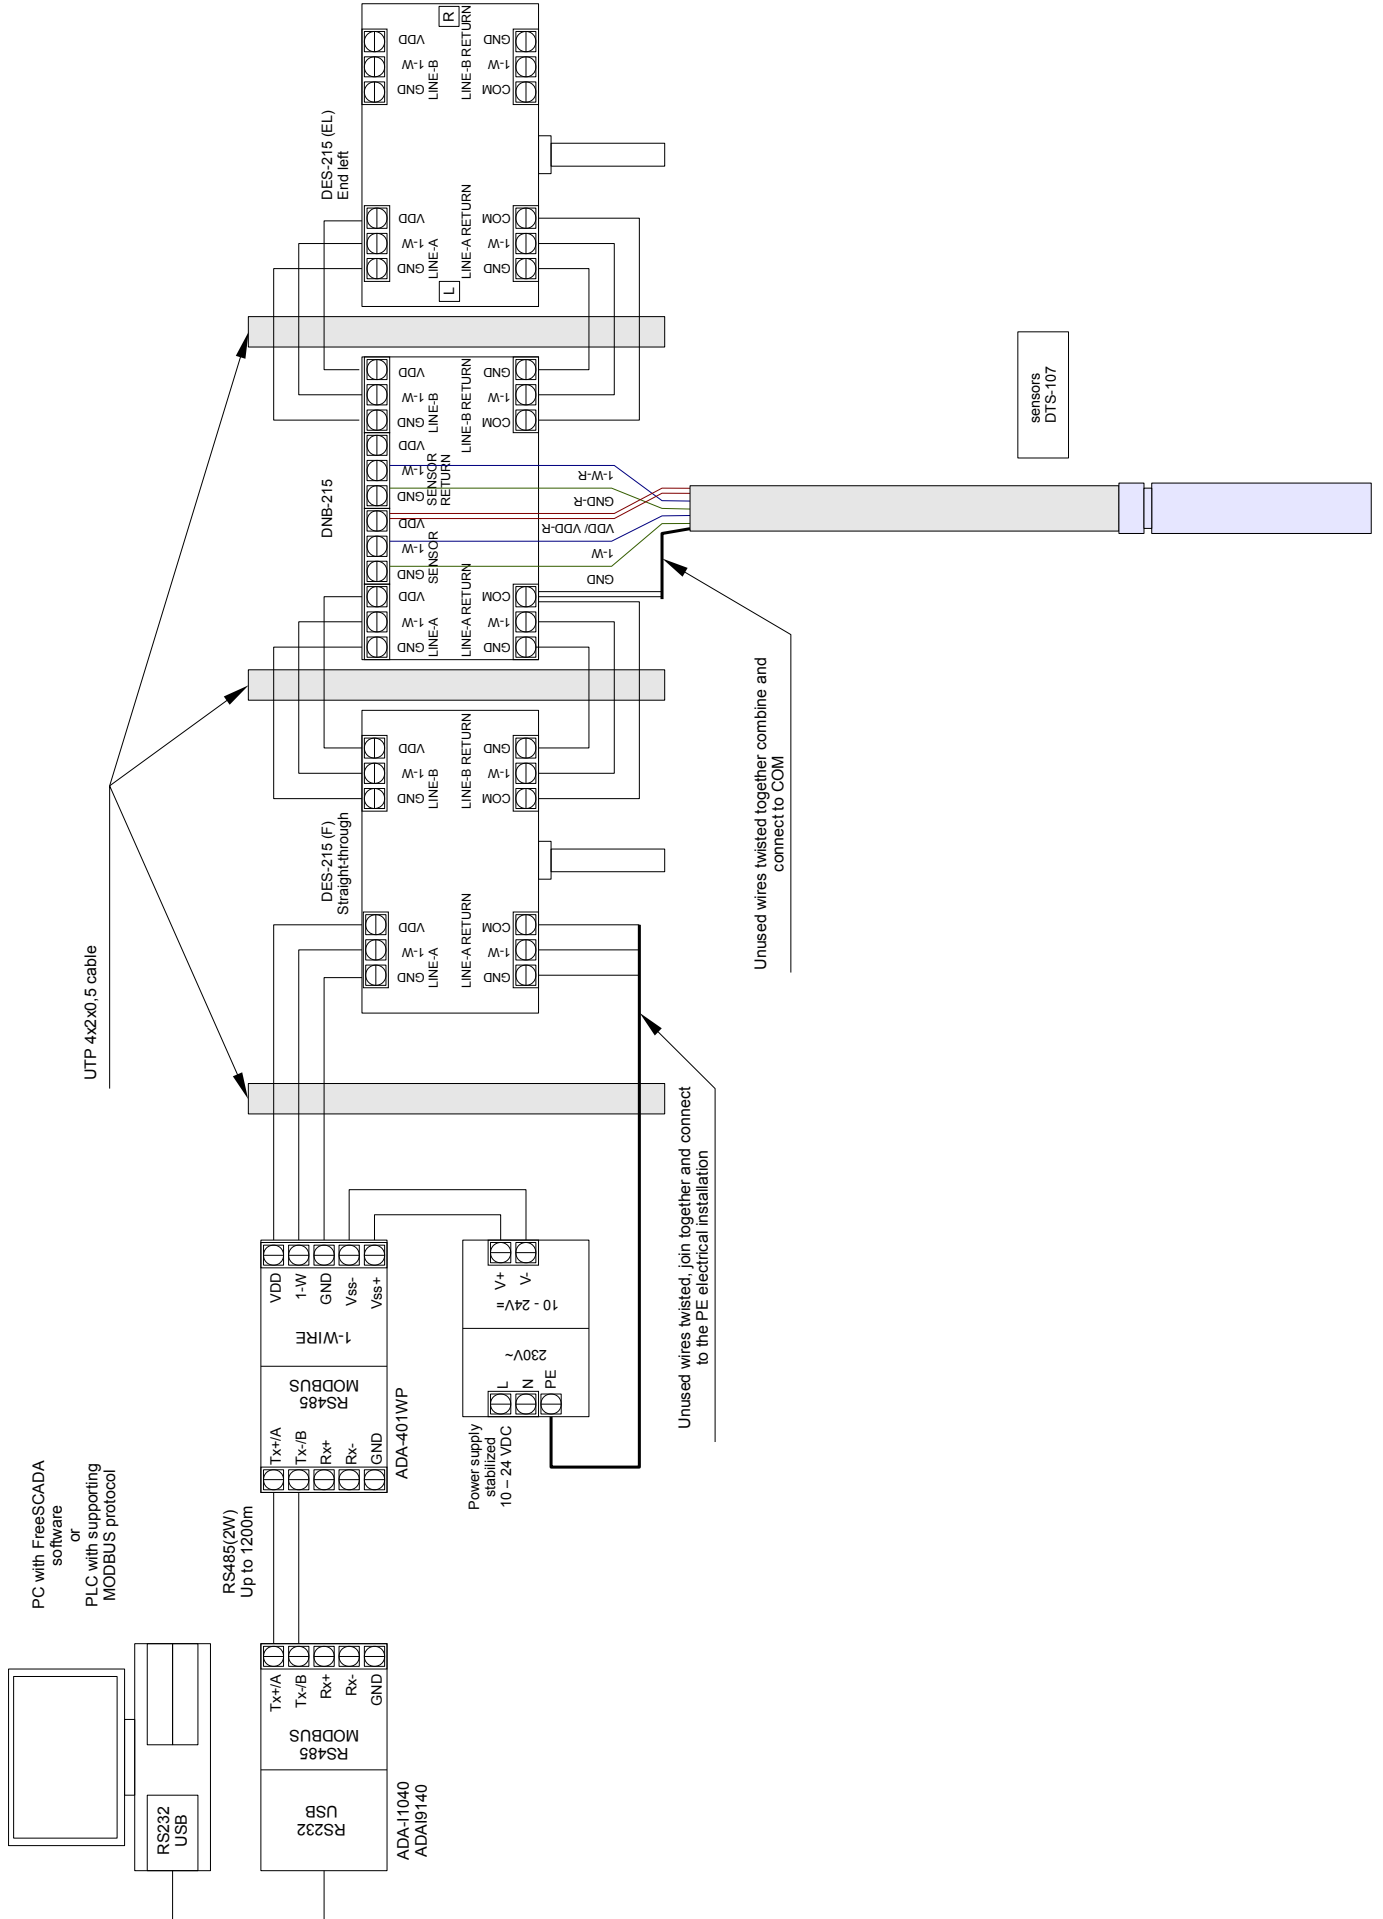 PC with FreeSCADA
software
or
PLC with supporting
MODBUS protocol
RS232
USB
RS232
USB
RS485
MODBUS
Tx+/A
Tx-/B
Rx+
Rx-
GND
ADA-I1040
ADAI9140
RS485(2W)
Up to 1200m
Tx+/A
Tx-/B
Rx+
Rx-
GND
RS485
MODBUS
1-WIRE
VDD
1-W
GND
Vss-
Vss+
ADA-401WP
Power supply
stabilized
10 – 24 VDC
L
N
PE
230V~
10 - 24V=
V+
V-
Unused wires twisted, join together and connect
to the PE electrical installation
UTP 4x2x0,5 cable
DES-215 (F)
Straight-through
VDD
1-W
GND
LINE-A
LINE-A RETURN
COM
1-W
GND
VDD
1-W
GND
LINE-B
LINE-B RETURN
GND
1-W
COM
DNB-215
VDD
1-W
GND
LINE-A
LINE-A RETURN
COM
1-W
GND
VDD
1-W
GND
SENSOR
VDD
1-W
GND
SENSOR
RETURN
VDD
1-W
GND
LINE-B
LINE-B RETURN
GND
1-W
COM
1-W-R
GND-R
VDD/ VDD-R
1-W
GND
Unused wires twisted together combine and
connect to COM
sensors
DTS-107
DES-215 (EL)
End left
L
VDD
1-W
GND
LINE-A
LINE-A RETURN
COM
1-W
GND
R
VDD
1-W
GND
LINE-B
LINE-B RETURN
GND
1-W
COM